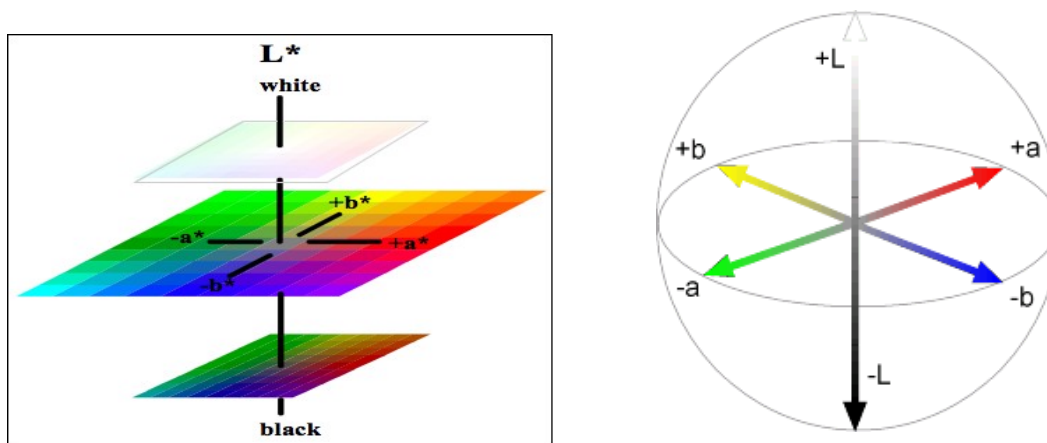 L*
white
+b*
-a*
+a*
-b*
black
+L
+b
+a
-a
-b
-L